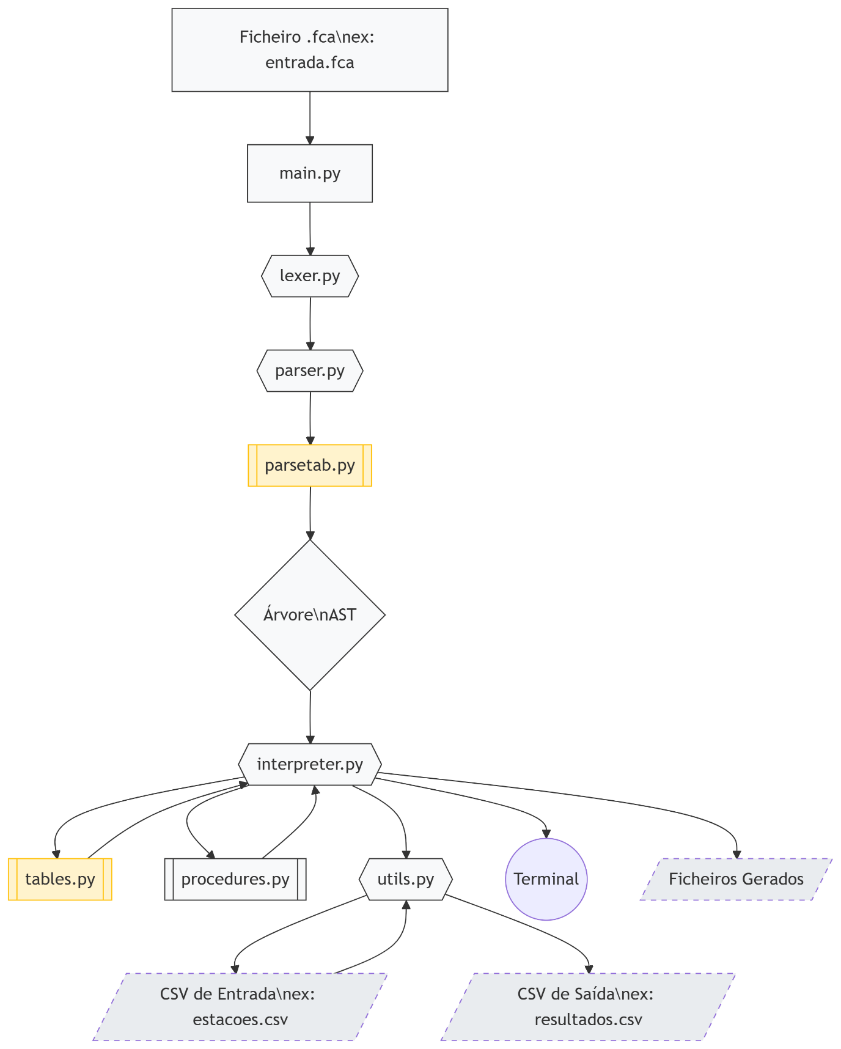 Ficheiro .fca\nex:
entrada.fca
main.py
lexer.py
parser.py
parsetab.py
Árvore\nAST
interpreter.py
tables.py
procedures.py
utils.py
Terminal
Ficheiros Gerados
CSV de Entrada\nex:
estacoes.csv
CSV de Saída\nex:
resultados.csv